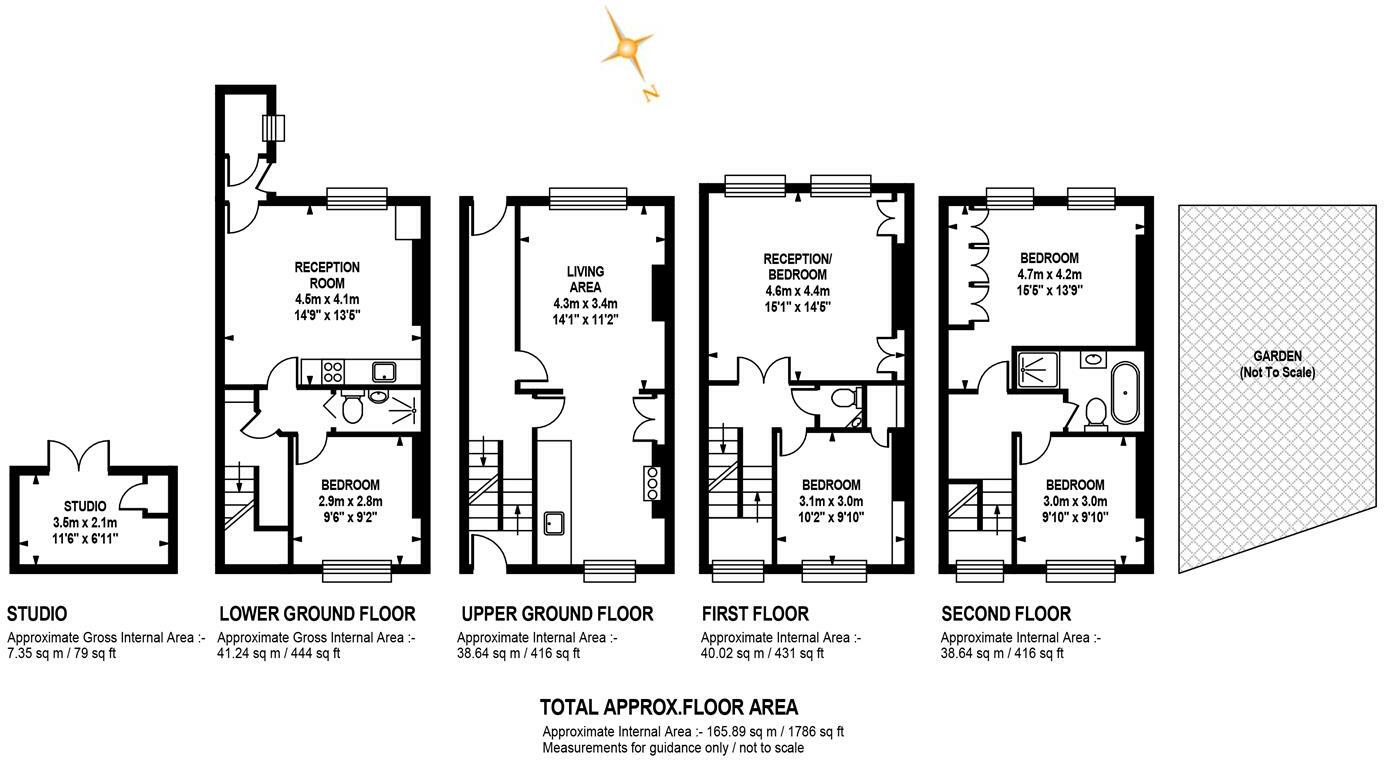 N
RECEPTION
ROOM
4.5m x 4.1m
14'9" x 13'5"
LIVING
AREA
4.3m x 3.4m
14'1" x 11'2"
RECEPTION/
BEDROOM
4.6m x 4.4m
15'1" x 14'5"
BEDROOM
4.7m x 4.2m
15'5" x 13'9"
GARDEN
(Not To Scale)
STUDIO
3.5m x 2.1m
11'6" x 6'11"
BEDROOM
2.9m x 2.8m
9'6" x 9'2"
BEDROOM
3.1m x 3.0m
10'2" x 9'10"
BEDROOM
3.0m x 3.0m
9'10" x 9'10"
STUDIO
Approximate Gross Internal Area :-
7.35 sq m / 79 sq ft
LOWER GROUND FLOOR
Approximate Gross Internal Area :-
41.24 sq m / 444 sq ft
UPPER GROUND FLOOR
Approximate Internal Area :-
38.64 sq m / 416 sq ft
FIRST FLOOR
Approximate Internal Area :-
40.02 sq m / 431 sq ft
SECOND FLOOR
Approximate Internal Area :-
38.64 sq m / 416 sq ft
TOTAL APPROX.FLOOR AREA
Approximate Internal Area :- 165.89 sq m / 1786 sq ft
Measurements for guidance only / not to scale